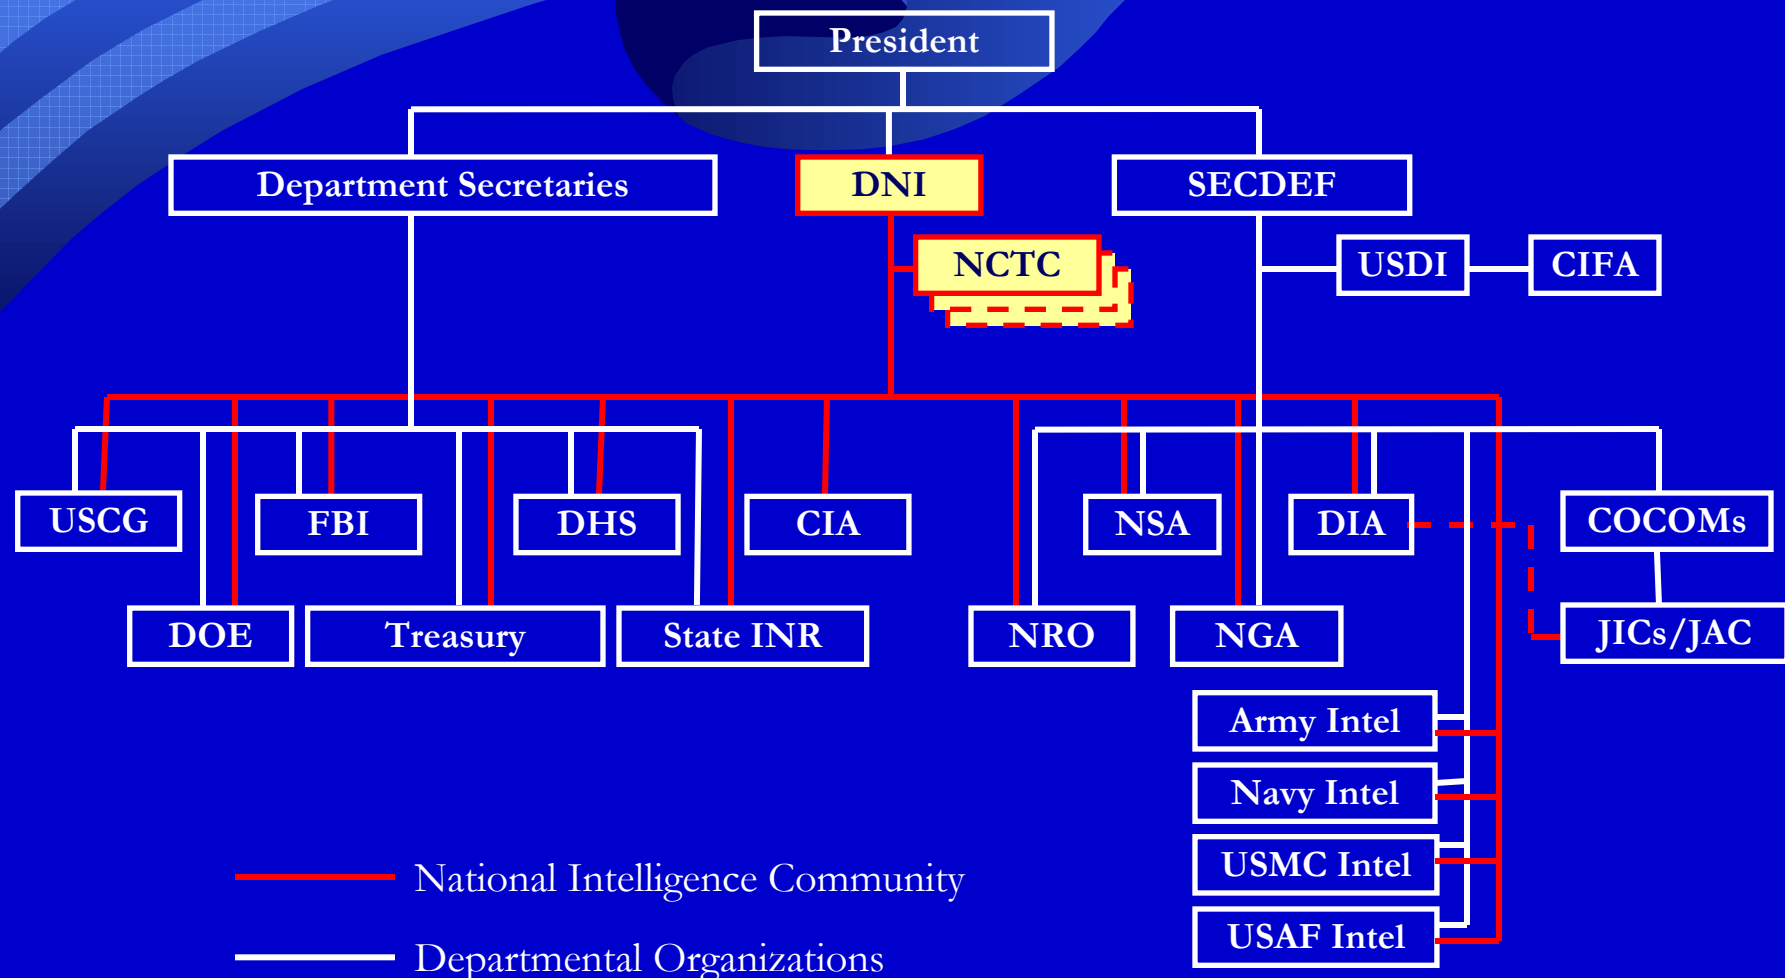 President
Department Secretaries
DNI
SECDEF
NCTC
USDI
CIFA
USCG
FBI
DHS
CIA
NSA
DIA
COCOMs
DOE
Treasury
State INR
NRO
NGA
JICs/JAC
Army Intel
Navy Intel
USMC Intel
USAF Intel
National Intelligence Community
Departmental Organizations